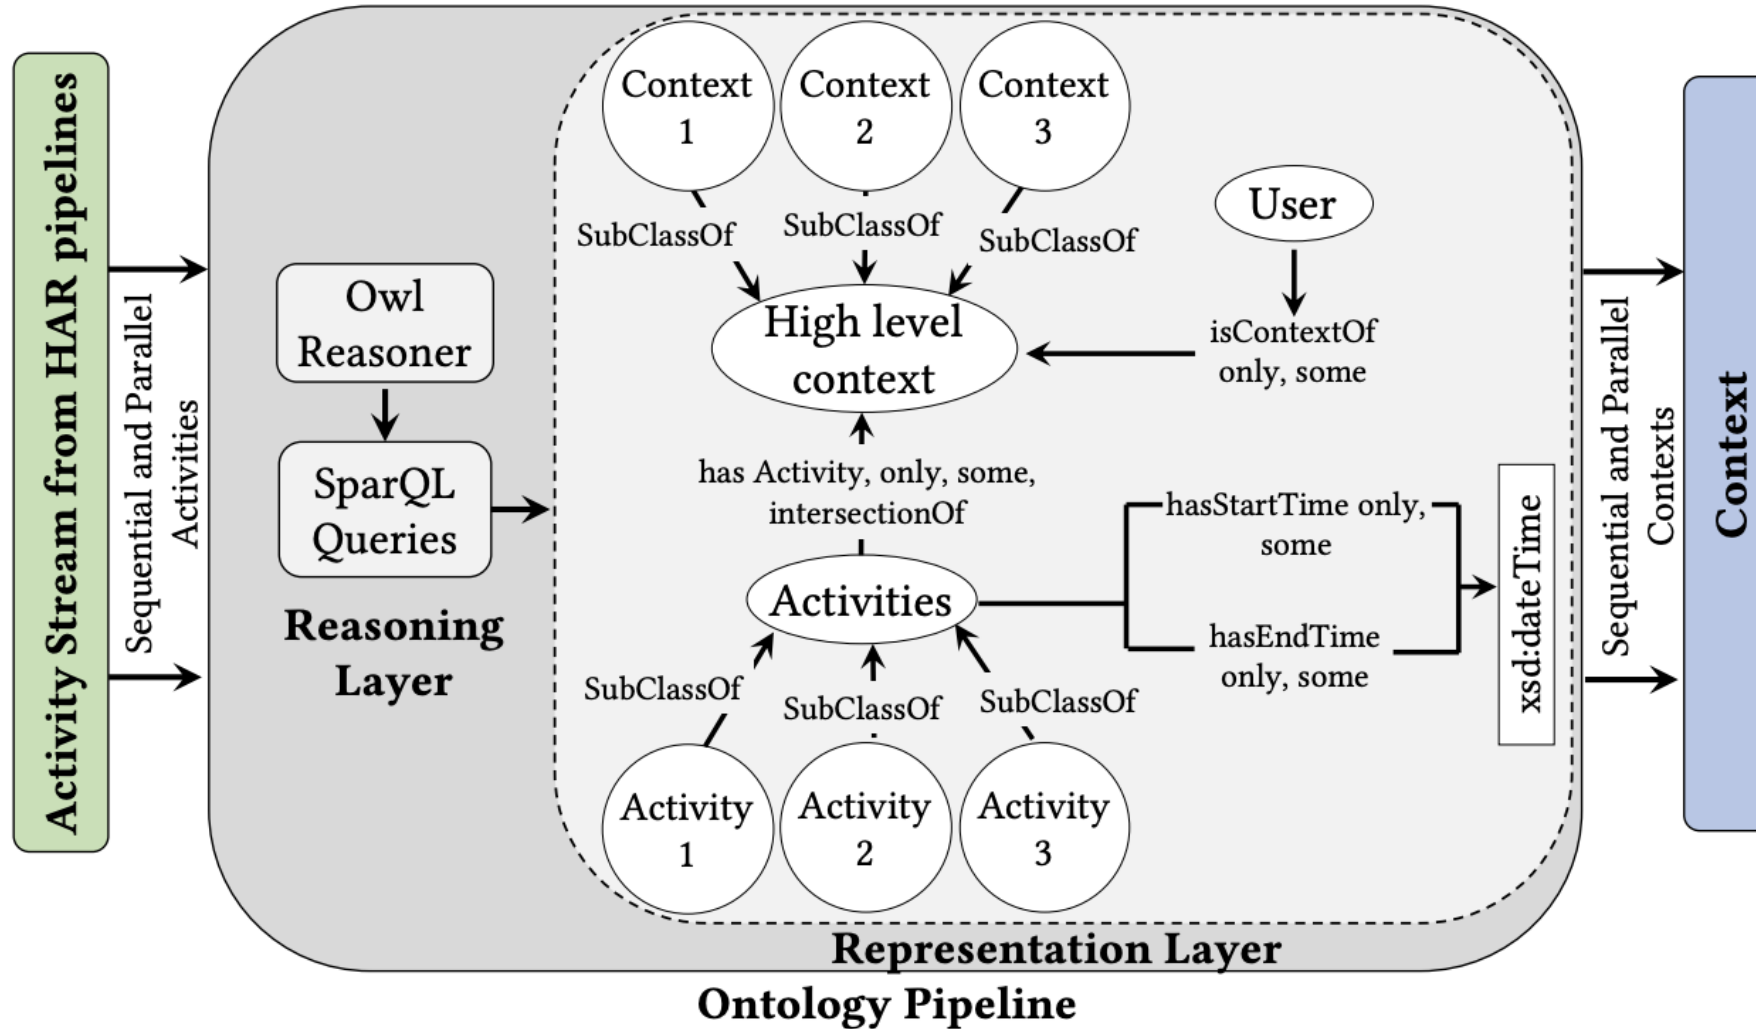 Activity Stream from HAR pipelines
Sequential and Parallel
Activities
Owl
Reasoner
SparQL
Queries
Reasoning
Layer
Context
1
Context
2
Context
3
SubClassOf
SubClassOf
SubClassOf
User
High level
context
isContextOf
only, some
has Activity, only, some,
intersectionOf
Activities
hasStartTime only,
some
hasEndTime
only, some
xsd:dateTime
SubClassOf
SubClassOf
SubClassOf
Activity
1
Activity
2
Activity
3
Representation Layer
Ontology Pipeline
Sequential and Parallel
Contexts
Context